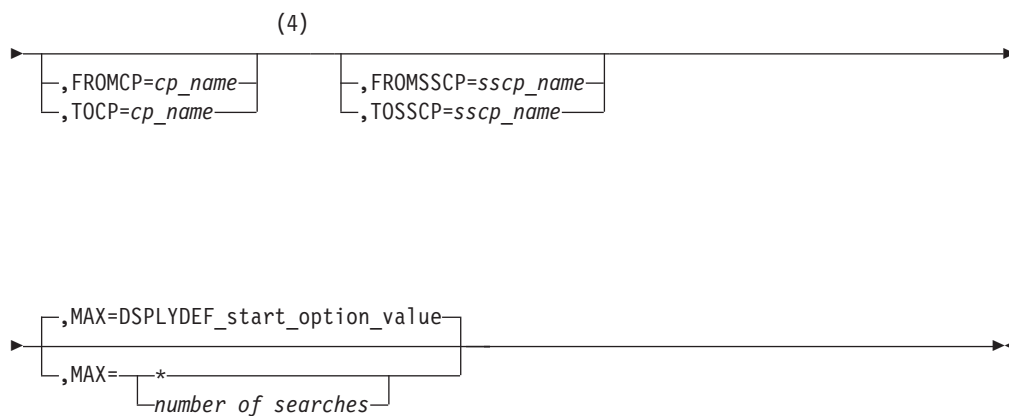 (4)
,FROMCP=cp_name ,FROMSSCP=sscp_name
,TOCP=cp_name ,TOSSCP=sscp_name
,MAX=DSPLYDEF_start_option_value
,MAX= *
number of searches